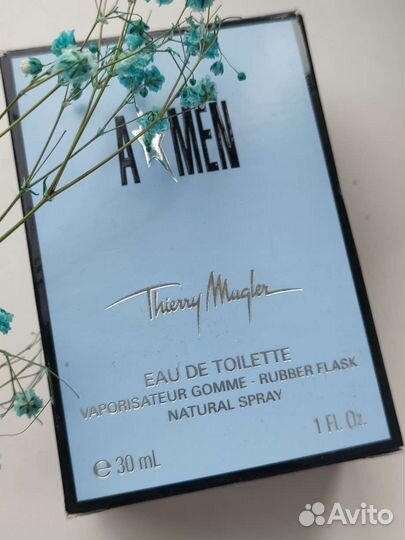 A★MEN
Thierry Mugler
EAU DE TOILETTE
VAPORISATEUR GOMME - RUBBER FLASK
NATURAL SPRAY
1 FL. OZ.
℮ 30 mL
Avito